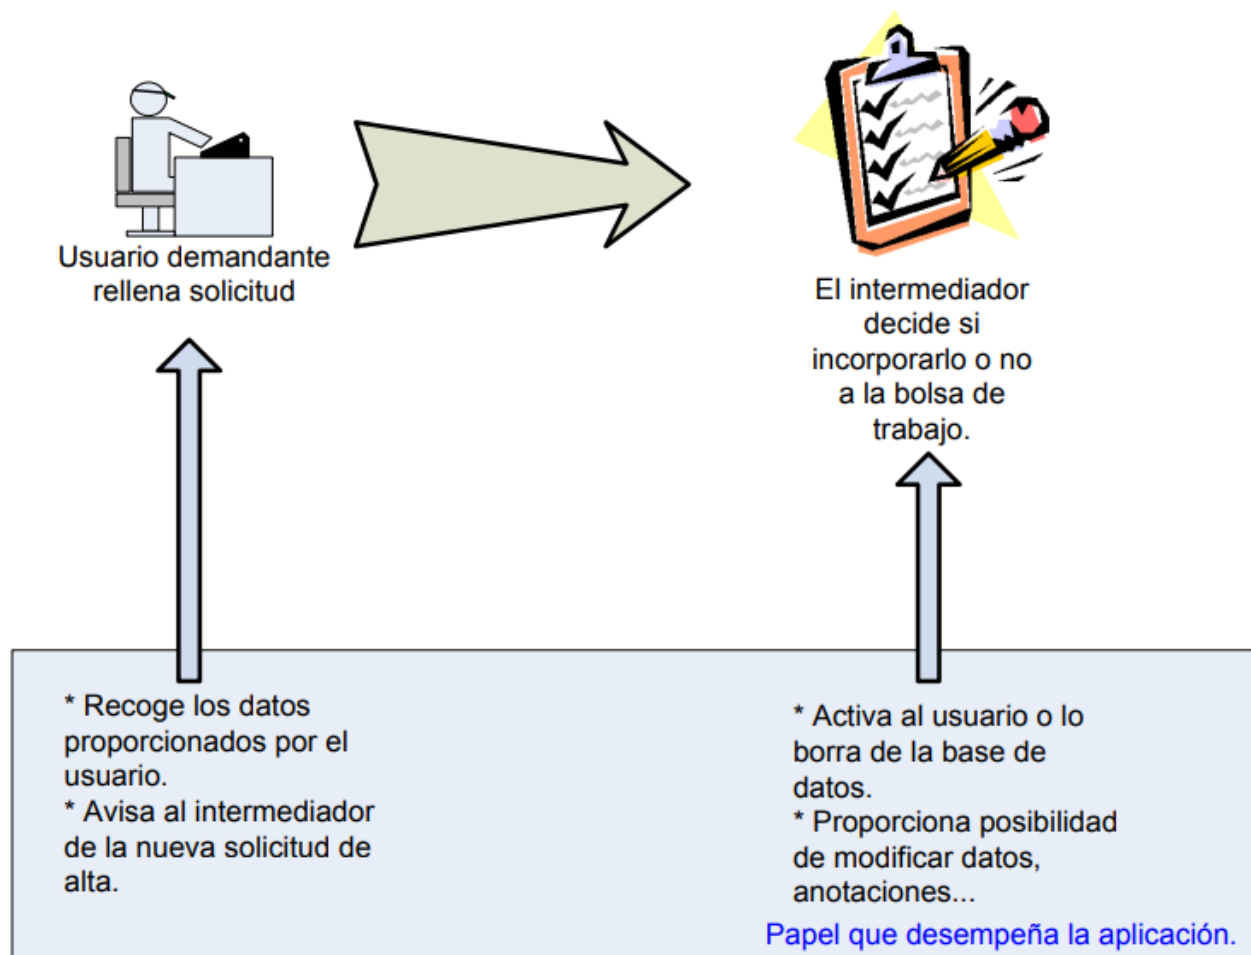 Usuario demandante
rellena solicitud
El intermediador
decide si
incorporarlo o no
a la bolsa de
trabajo.
* Recoge los datos
proporcionados por el
usuario.
* Avisa al intermediador
de la nueva solicitud de
alta.
* Activa al usuario o lo
borra de la base de
datos.
* Proporciona posibilidad
de modificar datos,
anotaciones...
Papel que desempeña la aplicación.